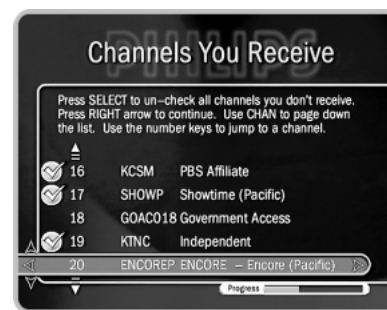 PHILIPS
Channels You Receive
Press SELECT to un-check all channels you don't receive.
Press RIGHT arrow to continue. Use CHAN to page down
the list. Use the number keys to jump to a channel.
16 KCSM PBS Affiliate
17 SHOWP Showtime (Pacific)
18 GOAC018 Government Access
19 KTNC Independent
20 ENCOREP ENCORE - Encore (Pacific)
Progress